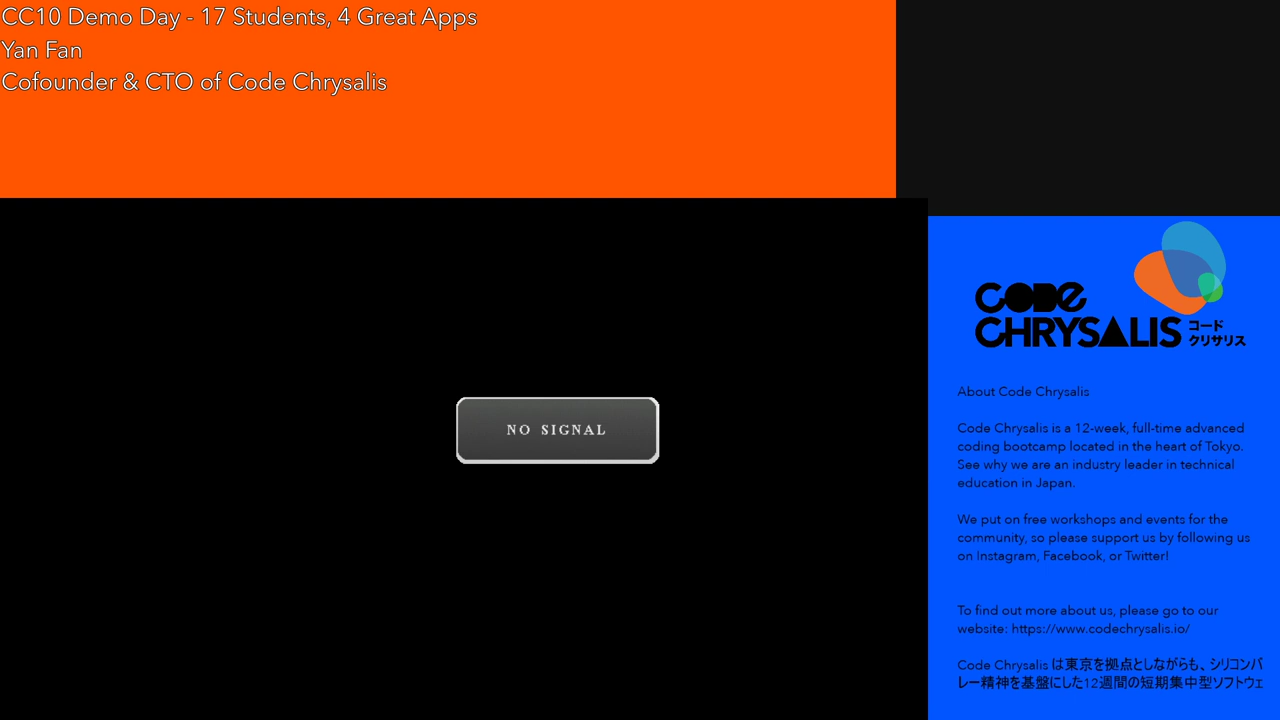 CC10 Demo Day - 17 Students, 4 Great Apps
Yan Fan
Cofounder & CTO of Code Chrysalis
NO SIGNAL
CODe
CHRYSALIS コード
クリサリス
About Code Chrysalis
Code Chrysalis is a 12-week, full-time advanced
coding bootcamp located in the heart of Tokyo.
See why we are an industry leader in technical
education in Japan.
We put on free workshops and events for the
community, so please support us by following us
on Instagram, Facebook, or Twitter!
To find out more about us, please go to our
website: https://www.codechrysalis.io/
Code Chrysalis は東京を拠点としながらも、シリコンバ
レー精神を基盤にした12週間の短期集中型ソフトウェ